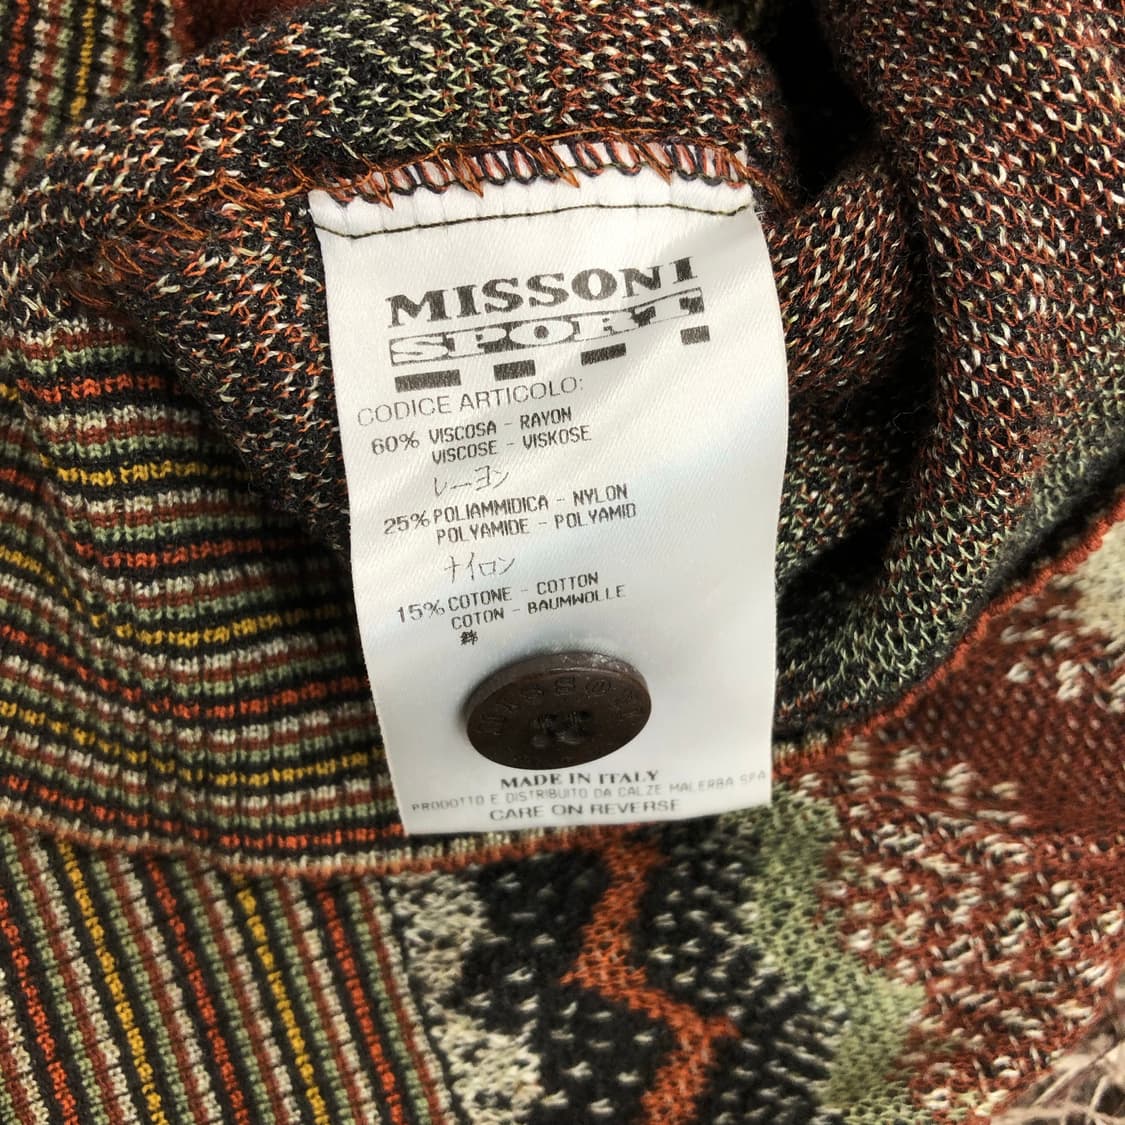 MISSONI
SPORT
CODICE ARTICOLO:
60% VISCOSA - RAYON
VISCOSE - VISKOSE
レーヨン
25% POLIAMMIDICA - NYLON
POLYAMIDE - POLYAMID
ナイロン
15% COTONE - COTTON
COTON - BAUMWOLLE
綿
MISSONI
MADE IN ITALY
PRODOTTO E DISTRIBUITO DA CALZE MALERBA SPA
CARE ON REVERSE